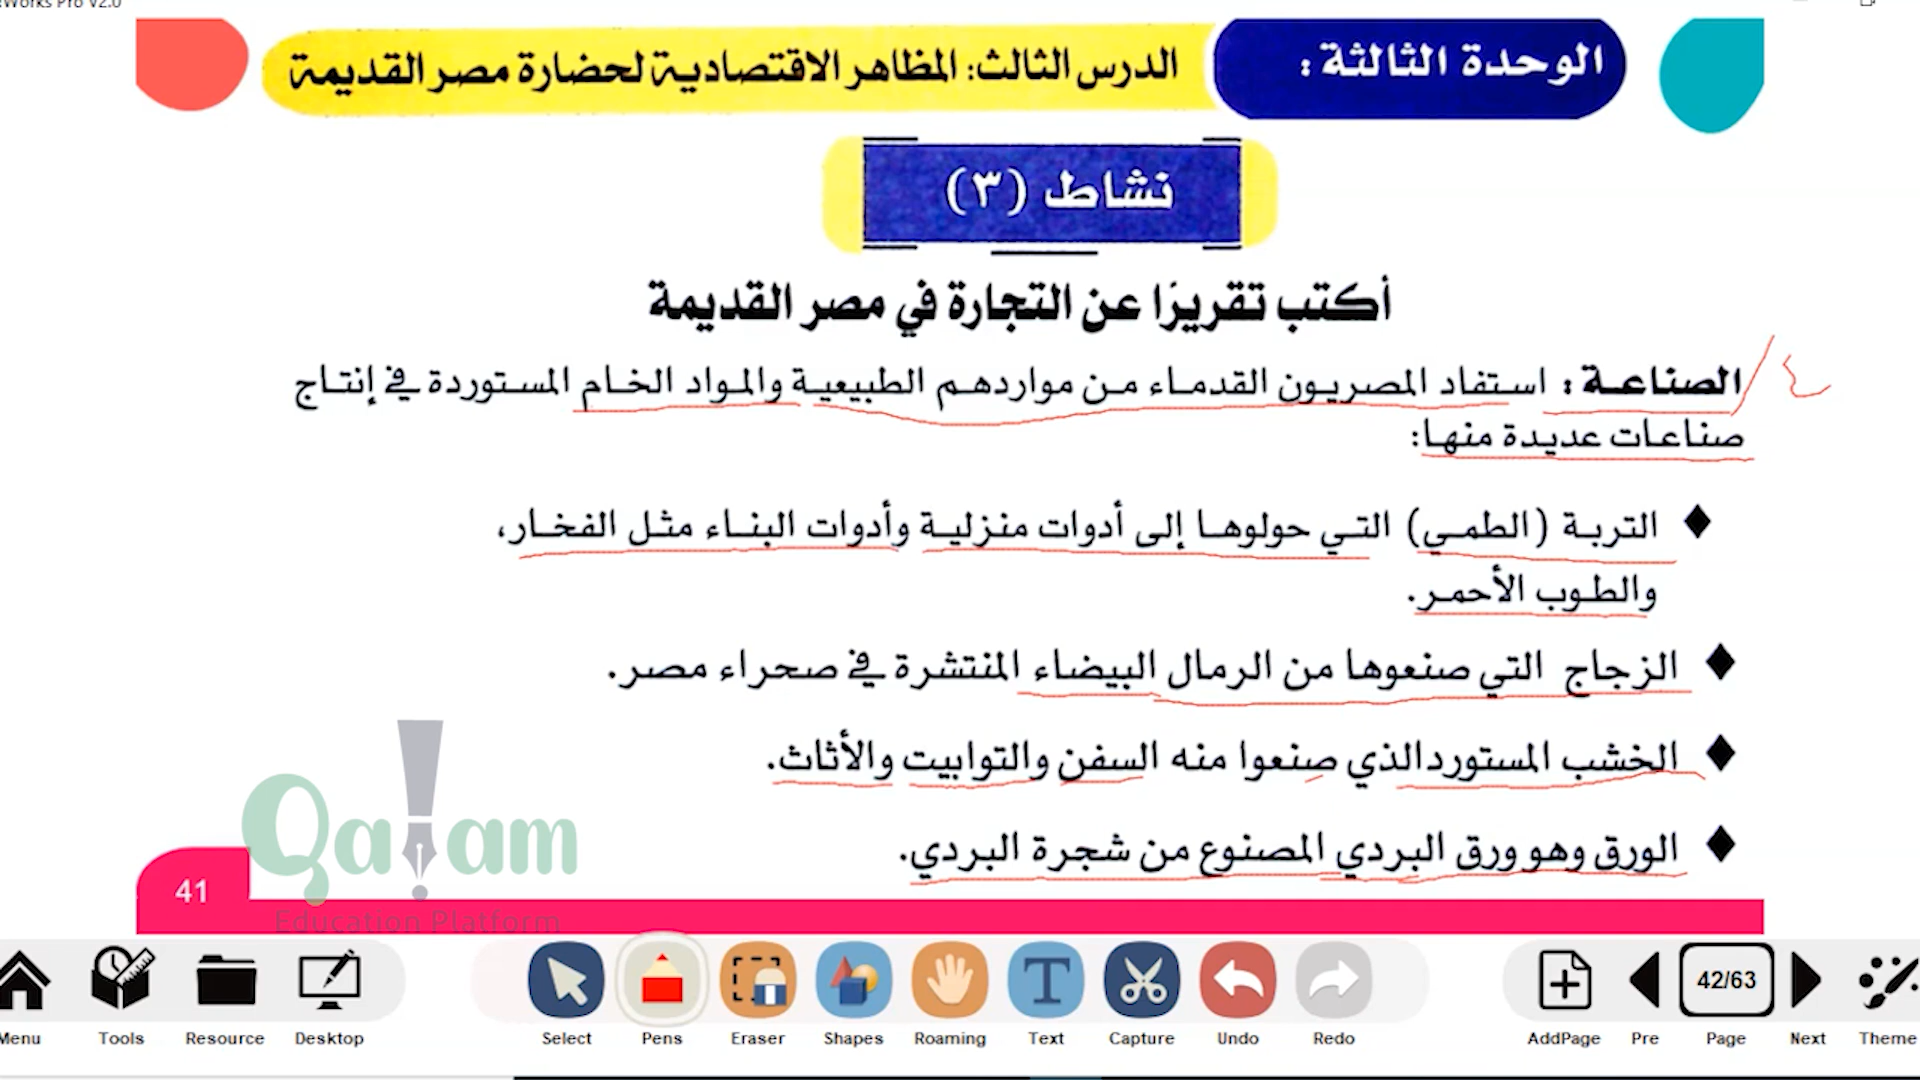 الوحدة الثالثة :
الدرس الثالث: المظاهر الاقتصادية لحضارة مصر القديمة
نشاط (٣)
أكتب تقريرًا عن التجارة في مصر القديمة
الصناعة : استفاد المصريون القدماء من مواردهم الطبيعية والمواد الخام المستوردة في إنتاج
صناعات عديدة منها:
♦ التربة (الطمي) التي حولوها إلى أدوات منزلية وأدوات البناء مثل الفخار،
والطوب الأحمر.
♦ الزجاج التي صنعوها من الرمال البيضاء المنتشرة في صحراء مصر.
♦ الخشب المستورد الذي صنعوا منه السفن والتوابيت والأثاث.
♦ الورق وهو ورق البردي المصنوع من شجرة البردي.
Qalam
Education Platform
41
Menu Tools Resource Desktop Select Pens Eraser Shapes Roaming Text Capture Undo Redo AddPage Pre 42/63 Page Next Theme